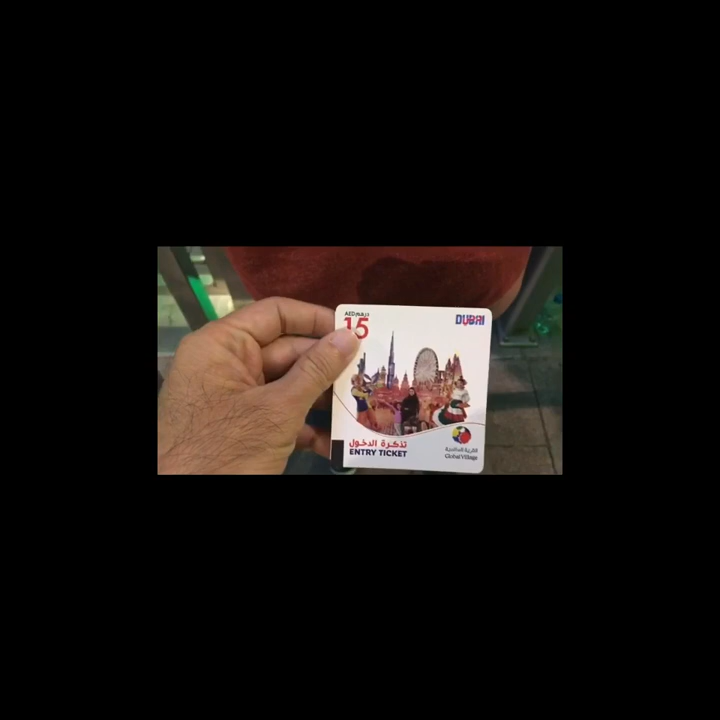 AED درهم
15
DUBAI
تذكرة الدخول
ENTRY TICKET
القرية العالمية
Global Village